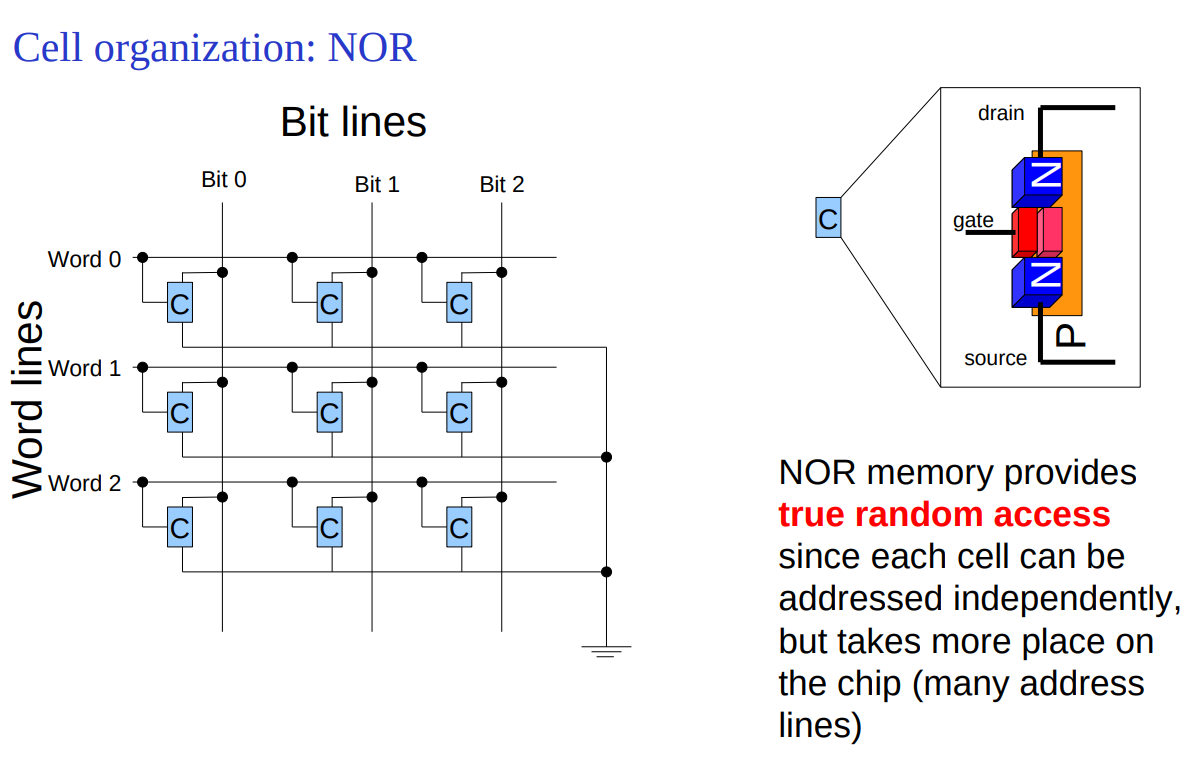 Cell organization: NOR
Bit lines
Bit 0
Bit 1
Bit 2
Word lines
Word 0
C
C
C
Word 1
C
C
C
Word 2
C
C
C
C
drain
N
gate
N
P
source
NOR memory provides
true random access
since each cell can be
addressed independently,
but takes more place on
the chip (many address
lines)